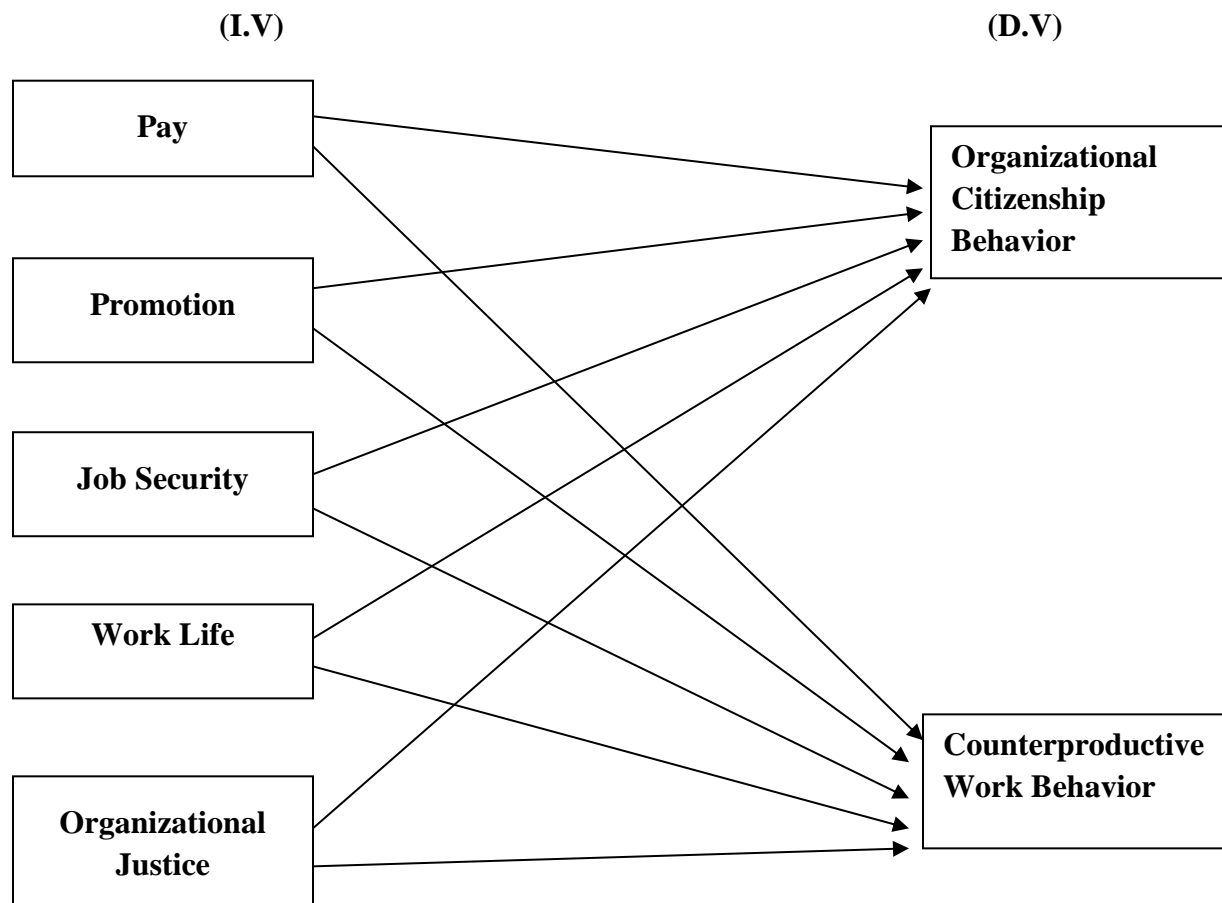 (I.V)
(D.V)
Pay
Promotion
Job Security
Work Life
Organizational
Justice
Organizational
Citizenship
Behavior
Counterproductive
Work Behavior